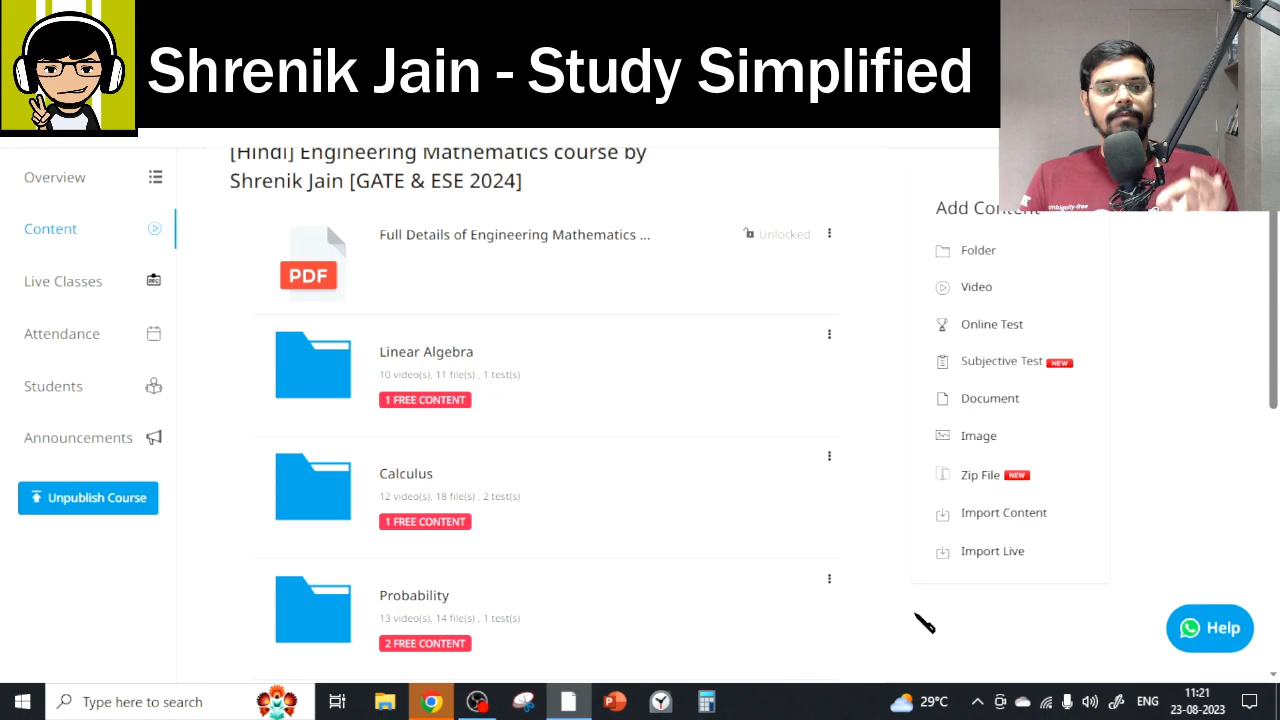 Shrenik Jain - Study Simplified
[Hindi] Engineering Mathematics course by
Shrenik Jain [GATE & ESE 2024]
Overview
Content
Live Classes
REC
Attendance
Students
Announcements
Unpublish Course
PDF
Full Details of Engineering Mathematics ...
Unlocked
Linear Algebra
10 video(s), 11 file(s) , 1 test(s)
1 FREE CONTENT
Calculus
12 video(s), 18 file(s) , 2 test(s)
1 FREE CONTENT
Probability
13 video(s), 14 file(s) , 1 test(s)
2 FREE CONTENT
ambiguity-free
Add Content
Folder
Video
Online Test
Subjective Test NEW
Document
Image
Zip File NEW
Import Content
Import Live
Help
Type here to search
29°C
ENG
11:21
23-08-2023